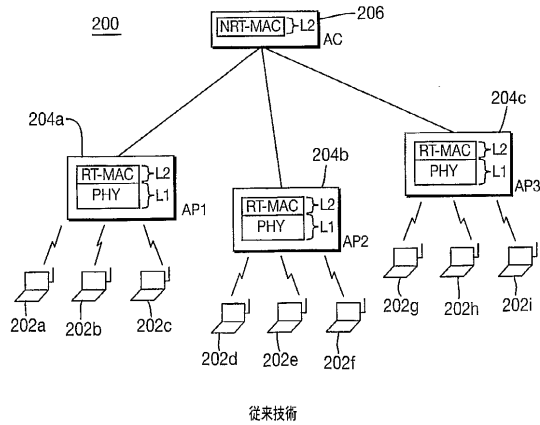 200
206
NRT-MAC L2
AC
204a
204b
204c
RT-MAC L2
PHY L1
AP1
RT-MAC L2
PHY L1
AP2
RT-MAC L2
PHY L1
AP3
202a 202b 202c
202d 202e 202f
202g 202h 202i
従来技術